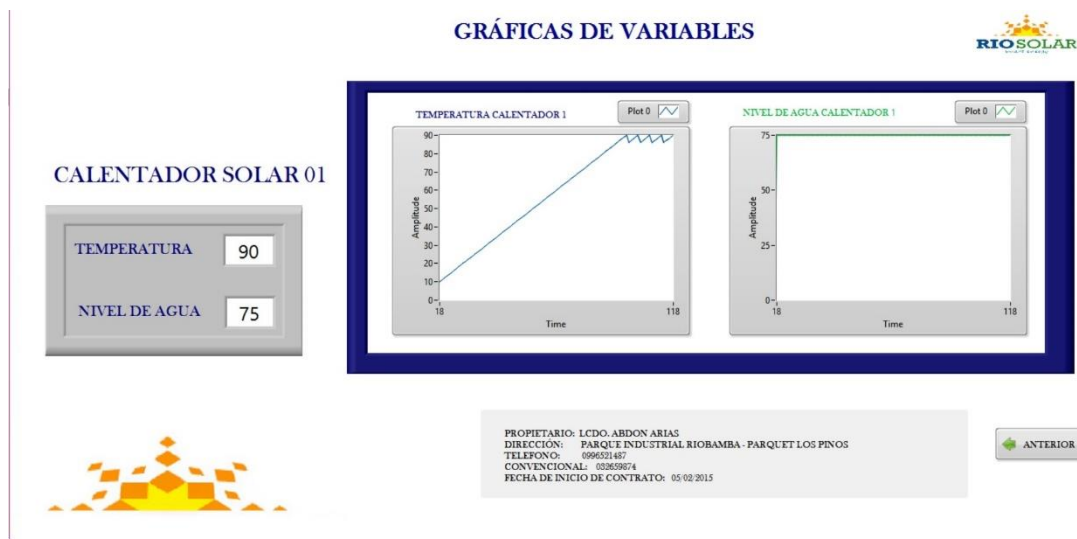 GRÁFICAS DE VARIABLES
RIOSOLAR
CALENTADOR SOLAR 01
TEMPERATURA 90
NIVEL DE AGUA 75
TEMPERATURA CALENTADOR 1
Plot 0
90
80
70
60
50
40
30
20
10
0
Amplitude
18 118
Time
NIVEL DE AGUA CALENTADOR 1
Plot 0
75
50
25
0
Amplitude
18 118
Time
PROPIETARIO: LCDO. ABDON ARIAS
DIRECCIÓN: PARQUE INDUSTRIAL RIOBAMBA - PARQUET LOS PINOS
TELEFONO: 0996521487
CONVENCIONAL: 032659874
FECHA DE INICIO DE CONTRATO: 05/02/2015
ANTERIOR